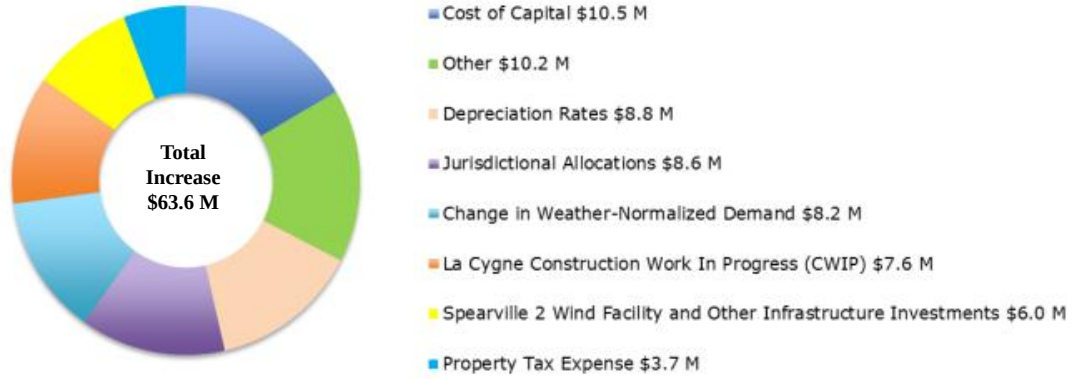 Total
Increase
$63.6 M
Cost of Capital $10.5 M
Other $10.2 M
Depreciation Rates $8.8 M
Jurisdictional Allocations $8.6 M
Change in Weather-Normalized Demand $8.2 M
La Cygne Construction Work In Progress (CWIP) $7.6 M
Spearville 2 Wind Facility and Other Infrastructure Investments $6.0 M
Property Tax Expense $3.7 M